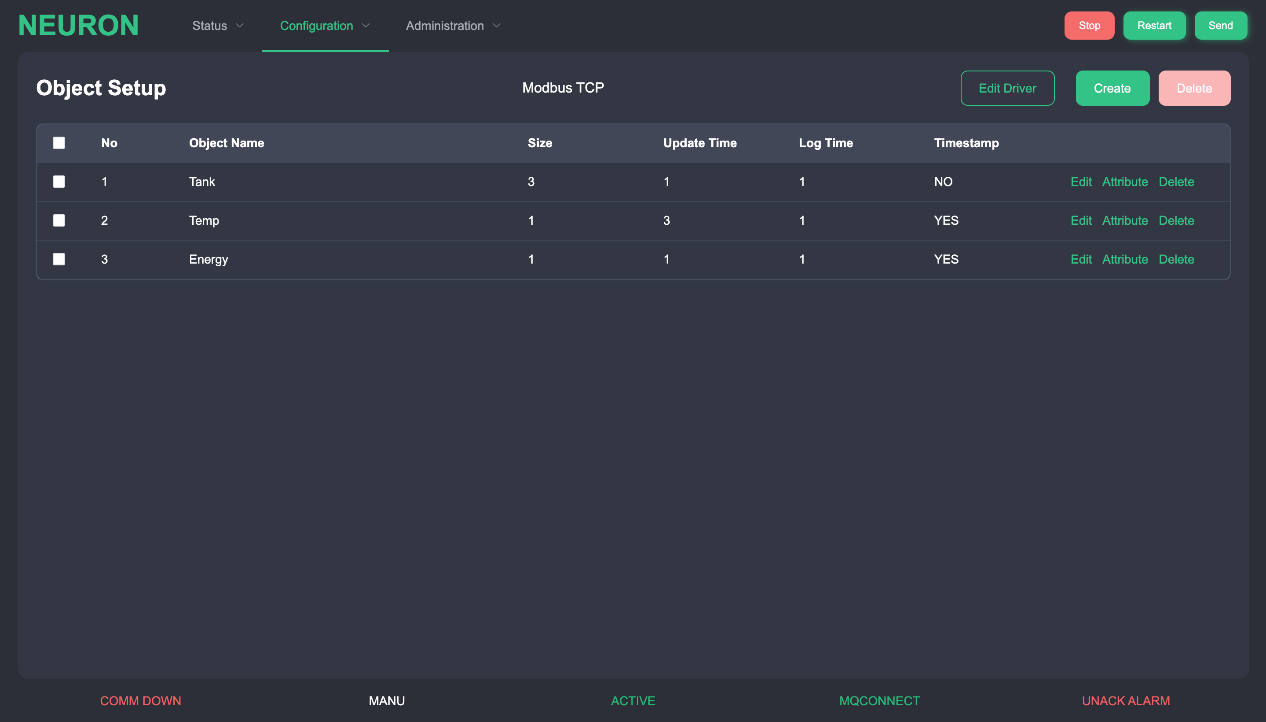 NEURON Status Configuration Administration Stop Restart Send
Object Setup Modbus TCP Edit Driver Create Delete
No Object Name Size Update Time Log Time Timestamp
1 Tank 3 1 1 NO Edit Attribute Delete
2 Temp 1 3 1 YES Edit Attribute Delete
3 Energy 1 1 1 YES Edit Attribute Delete
COMM DOWN MANU ACTIVE MQCONNECT UNACK ALARM